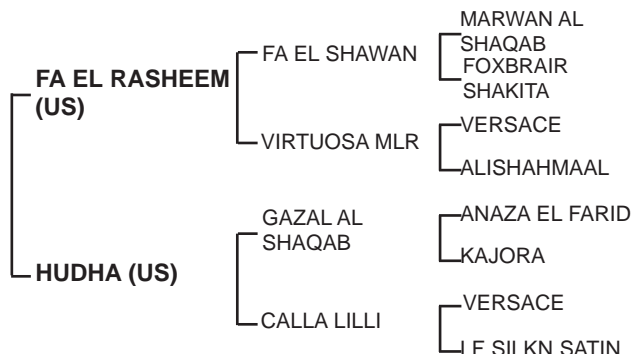 MARWAN AL
SHAQAB
FA EL SHAWAN
FOXBRAIR
SHAKITA
FA EL RASHEEM
(US)
VERSACE
VIRTUOSA MLR
ALISHAHMAAL
ANAZA EL FARID
GAZAL AL
SHAQAB
KAJORA
HUDHA (US)
VERSACE
CALLA LILLI
LE SILKN SATIN